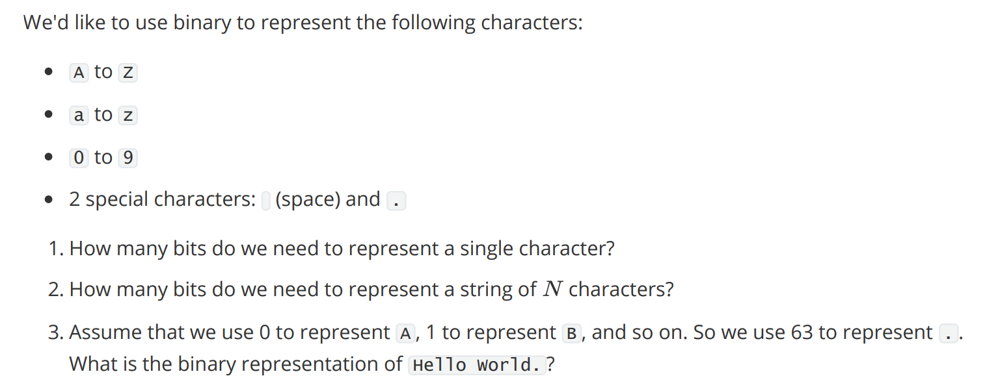 We'd like to use binary to represent the following characters:
• A to Z
• a to z
• 0 to 9
• 2 special characters:   (space) and .
1. How many bits do we need to represent a single character?
2. How many bits do we need to represent a string of N characters?
3. Assume that we use 0 to represent A, 1 to represent B, and so on. So we use 63 to represent ..
What is the binary representation of Hello World.?